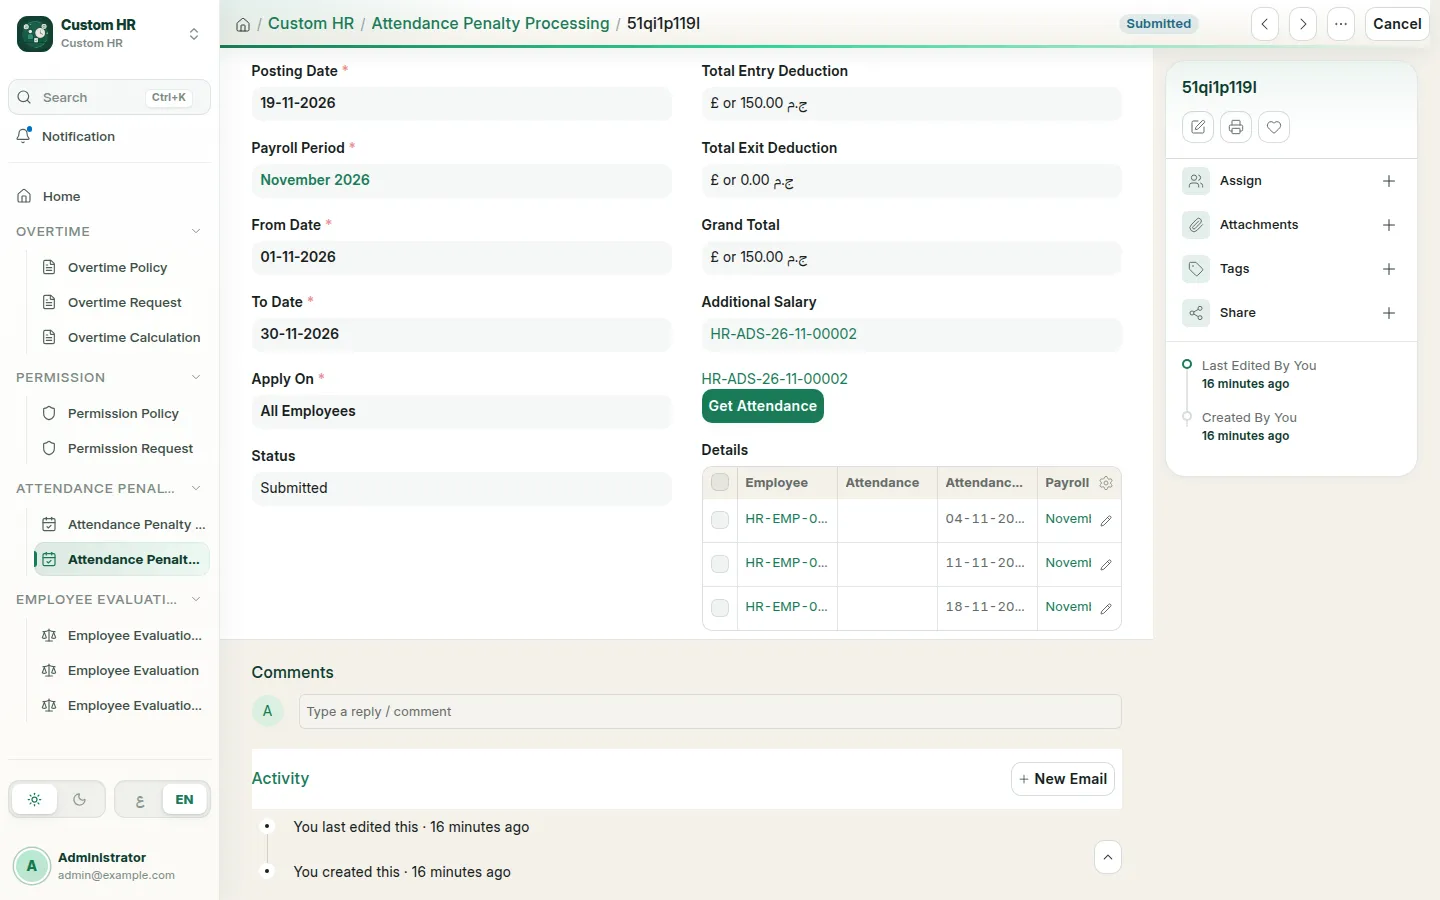 Custom HR
Custom HR
Search
Ctrl+K
Notification
Home
OVERTIME
Overtime Policy
Overtime Request
Overtime Calculation
PERMISSION
Permission Policy
Permission Request
ATTENDANCE PENAL...
Attendance Penalty ...
Attendance Penalt...
EMPLOYEE EVALUATI...
Employee Evaluatio...
Employee Evaluation
Employee Evaluatio...
ع
EN
A
Administrator
admin@example.com
/ Custom HR / Attendance Penalty Processing / 51qi1p119l
Submitted
Cancel
Posting Date *
19-11-2026
Payroll Period *
November 2026
From Date *
01-11-2026
To Date *
30-11-2026
Apply On *
All Employees
Status
Submitted
Total Entry Deduction
£ or 150.00 ج.م
Total Exit Deduction
£ or 0.00 ج.م
Grand Total
£ or 150.00 ج.م
Additional Salary
HR-ADS-26-11-00002
HR-ADS-26-11-00002
Get Attendance
Details
Employee Attendance Attendanc... Payroll
HR-EMP-0... 04-11-20... Novemb
HR-EMP-0... 11-11-20... Novemb
HR-EMP-0... 18-11-20... Novemb
Comments
A
Type a reply / comment
Activity
New Email
You last edited this · 16 minutes ago
You created this · 16 minutes ago
51qi1p119l
Assign
Attachments
Tags
Share
Last Edited By You
16 minutes ago
Created By You
16 minutes ago